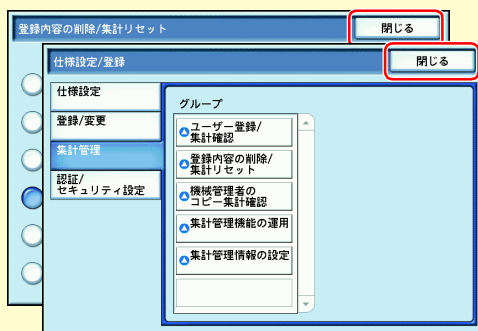 登録内容の削除/集計リセット
閉じる
仕様設定/登録
閉じる
仕様設定
登録/変更
集計管理
認証/
セキュリティ設定
グループ
ユーザー登録/
集計確認
登録内容の削除/
集計リセット
機械管理者の
コピー集計確認
集計管理機能の運用
集計管理情報の設定